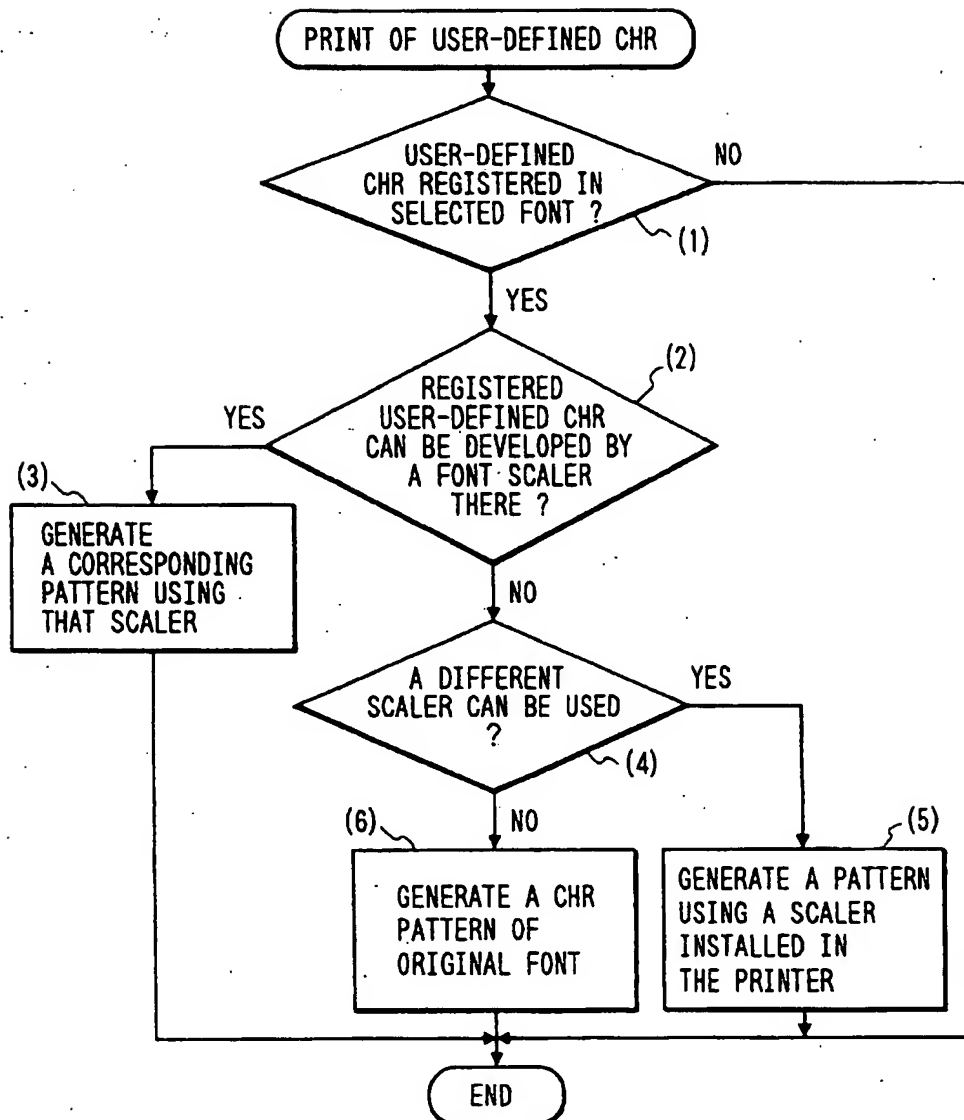 PRINT OF USER-DEFINED CHR
USER-DEFINED
CHR REGISTERED IN
SELECTED FONT ?
NO
(1)
YES
(2)
REGISTERED
USER-DEFINED CHR
CAN BE DEVELOPED BY
A FONT SCALER
THERE ?
YES
(3)
GENERATE
A CORRESPONDING
PATTERN USING
THAT SCALER
NO
A DIFFERENT
SCALER CAN BE USED
?
YES
(4)
NO
(6)
GENERATE A CHR
PATTERN OF
ORIGINAL FONT
(5)
GENERATE A PATTERN
USING A SCALER
INSTALLED IN
THE PRINTER
END